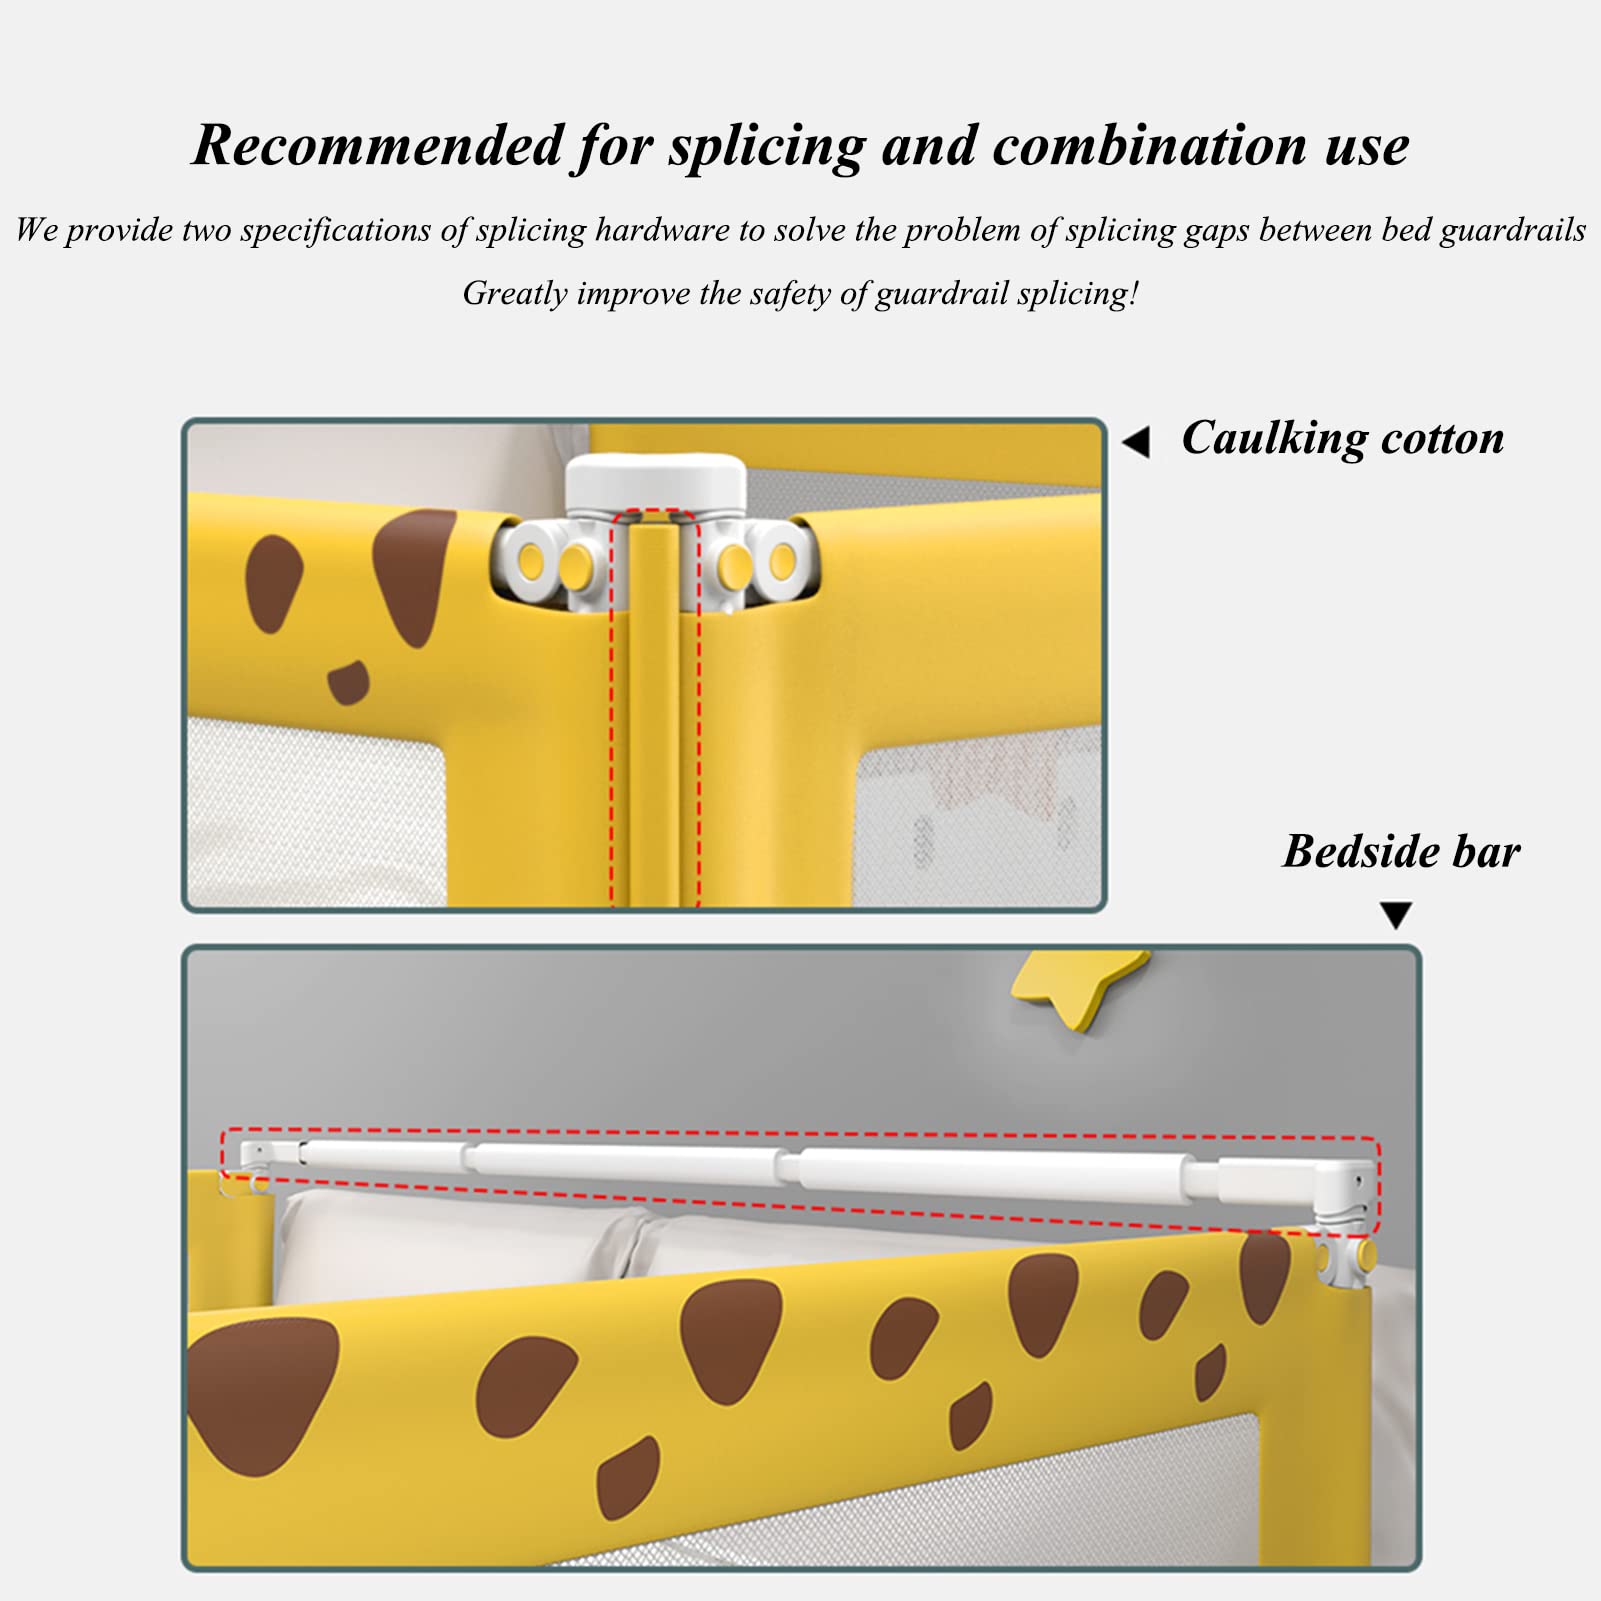 Recommended for splicing and combination use
We provide two specifications of splicing hardware to solve the problem of splicing gaps between bed guardrails
Greatly improve the safety of guardrail splicing!
Caulking cotton
Bedside bar